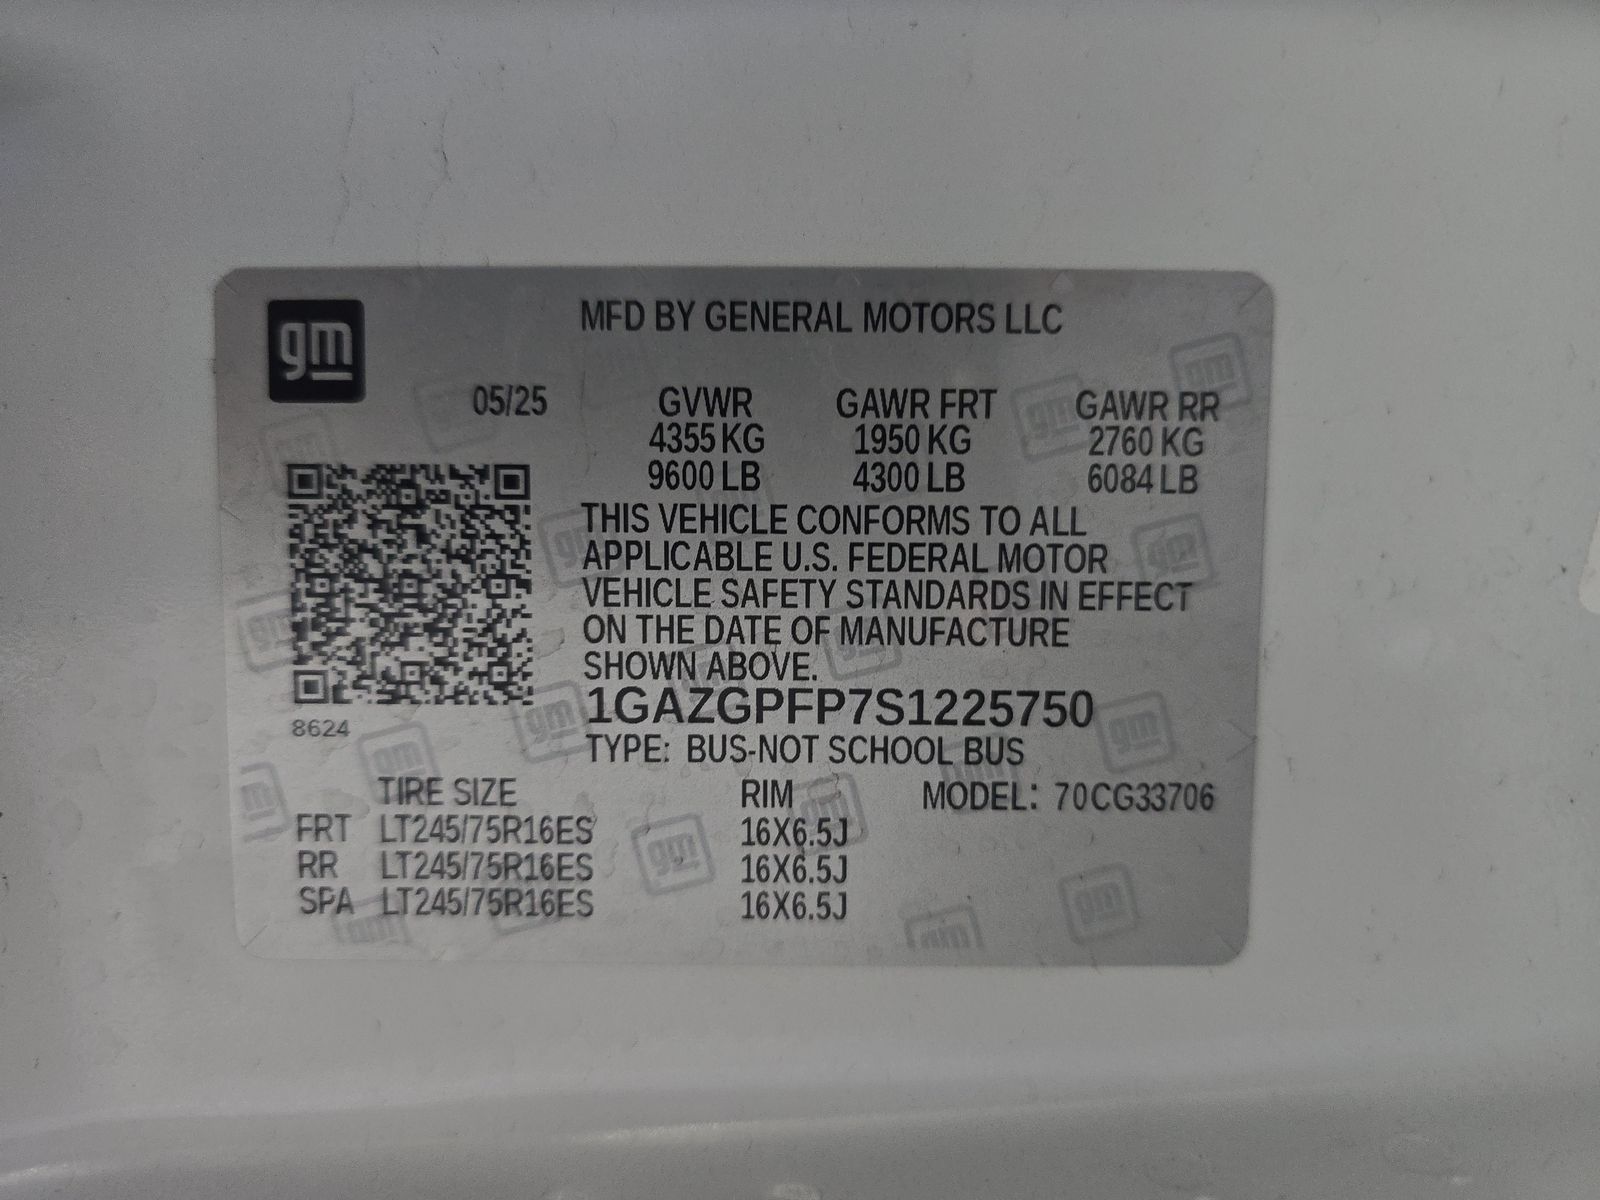 gm
MFD BY GENERAL MOTORS LLC
05/25 GVWR GAWR FRT GAWR RR
4355 KG 1950 KG 2760 KG
9600 LB 4300 LB 6084 LB
THIS VEHICLE CONFORMS TO ALL
APPLICABLE U.S. FEDERAL MOTOR
VEHICLE SAFETY STANDARDS IN EFFECT
ON THE DATE OF MANUFACTURE
SHOWN ABOVE.
1GAZGPFP7S1225750
8624
TYPE: BUS-NOT SCHOOL BUS
TIRE SIZE RIM MODEL: 70CG33706
FRT LT245/75R16ES 16X6.5J
RR LT245/75R16ES 16X6.5J
SPA LT245/75R16ES 16X6.5J